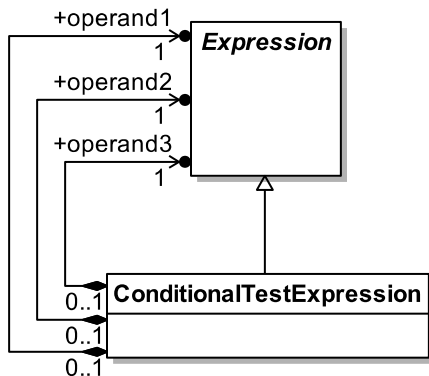 +operand1
1
Expression
+operand2
1
+operand3
1
ConditionalTestExpression
0..1
0..1
0..1